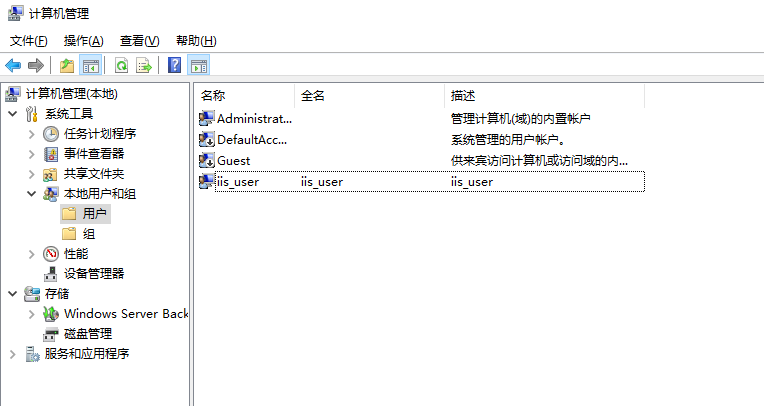 计算机管理
文件(F) 操作(A) 查看(V) 帮助(H)
计算机管理(本地)
系统工具
任务计划程序
事件查看器
共享文件夹
本地用户和组
用户
组
性能
设备管理器
存储
Windows Server Back
磁盘管理
服务和应用程序
名称 全名 描述
Administrat... 管理计算机(域)的内置帐户
DefaultAcc... 系统管理的用户帐户。
Guest 供来宾访问计算机或访问域的内...
iis_user iis_user iis_user